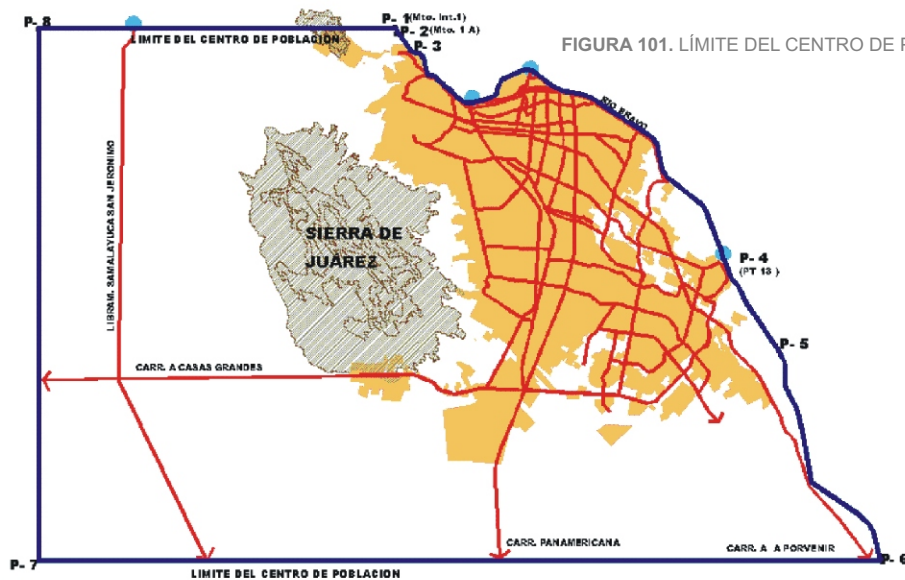 P- 8
P- 1 (Mto. Int.1)
P- 2 (Mto. 1 A)
P- 3
LIMITE DEL CENTRO DE POBLACION
FIGURA 101. LÍMITE DEL CENTRO DE P
RIO BRAVO
LIBRAM. SAMALAYUCA SAN JERONIMO
SIERRA DE
JUÁREZ
P- 4
(PT 13 )
P- 5
CARR. A CASAS GRANDES
CARR. PANAMERICANA
CARR. A A PORVENIR
P- 7
P- 6
LIMITE DEL CENTRO DE POBLACION